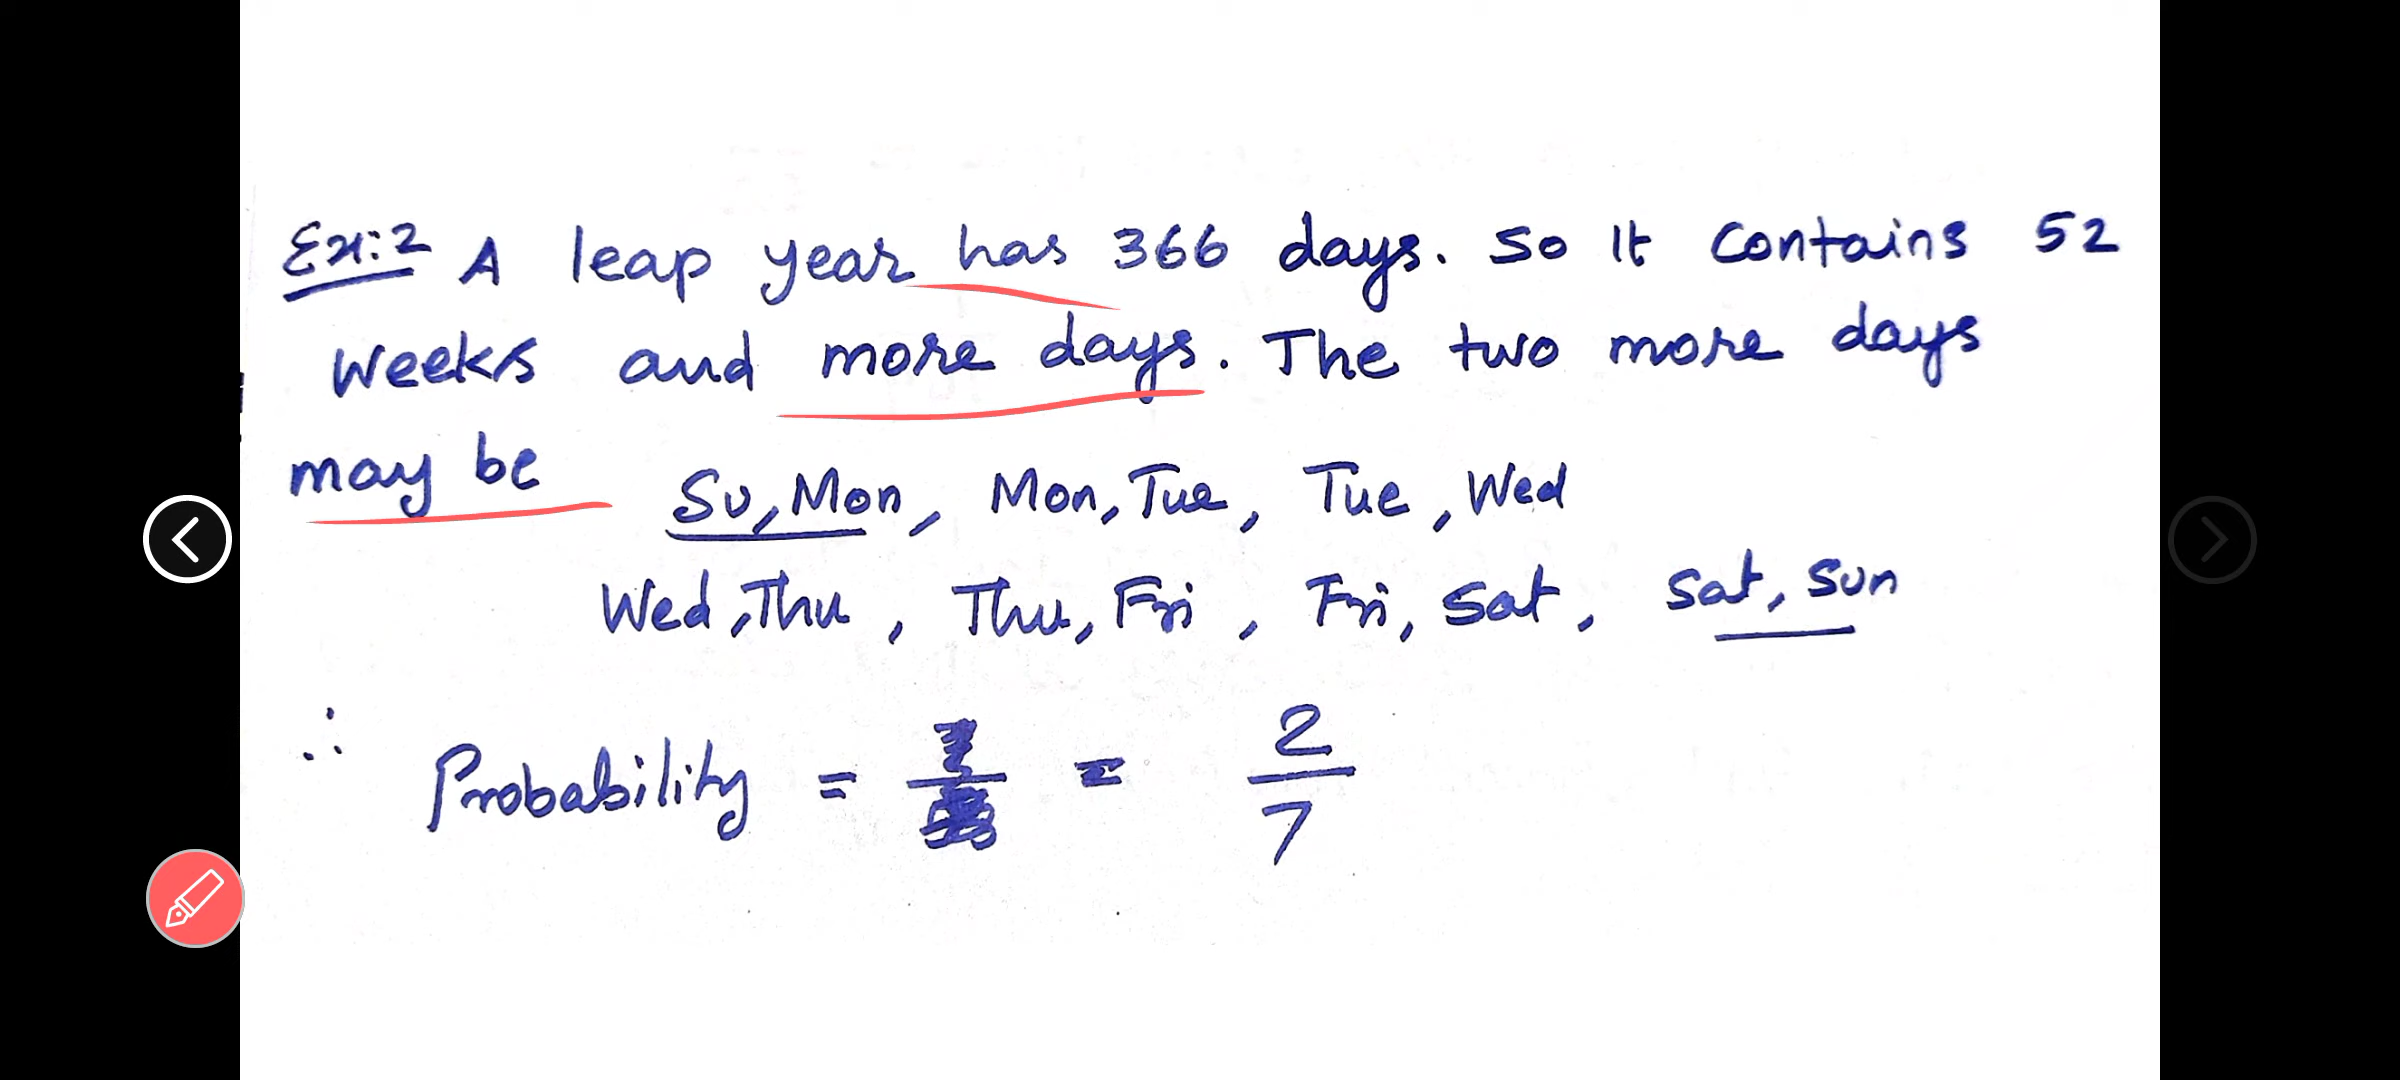 Ex:2 A leap year has 366 days. So it contains 52
weeks and more days. The two more days
may be Su, Mon, Mon, Tue, Tue, Wed
Wed, Thu, Thu, Fri, Fri, Sat, Sat, Sun
∴ Probability = = 2/7